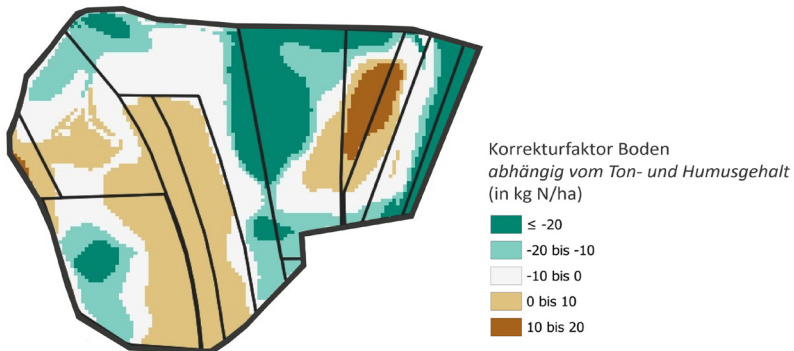 Korrekturfaktor Boden
abhängig vom Ton- und Humusgehalt
(in kg N/ha)
≤ -20
-20 bis -10
-10 bis 0
0 bis 10
10 bis 20